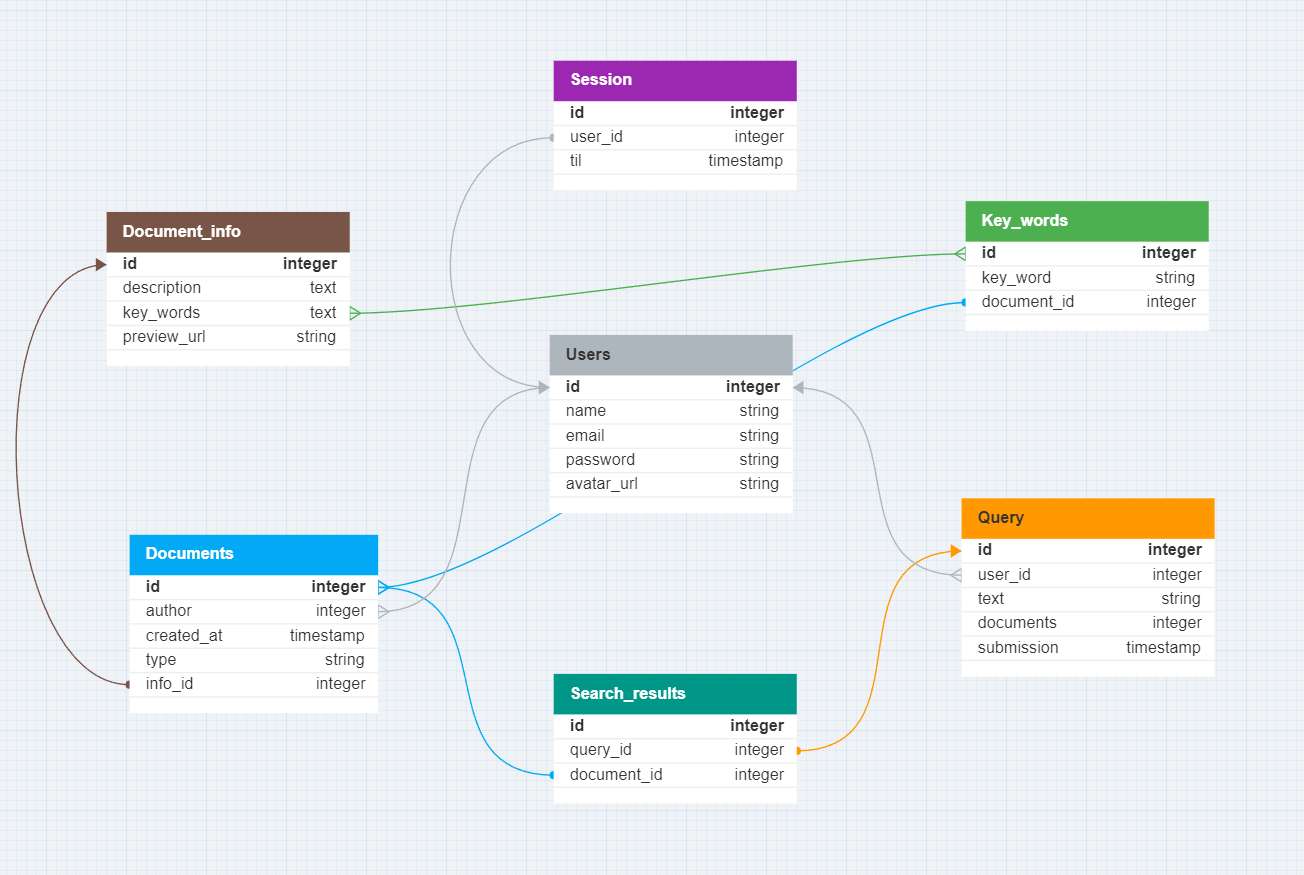 Session
id integer
user_id integer
til timestamp
Document_info
id integer
description text
key_words text
preview_url string
Key_words
id integer
key_word string
document_id integer
Users
id integer
name string
email string
password string
avatar_url string
Query
id integer
user_id integer
text string
documents integer
submission timestamp
Documents
id integer
author integer
created_at timestamp
type string
info_id integer
Search_results
id integer
query_id integer
document_id integer